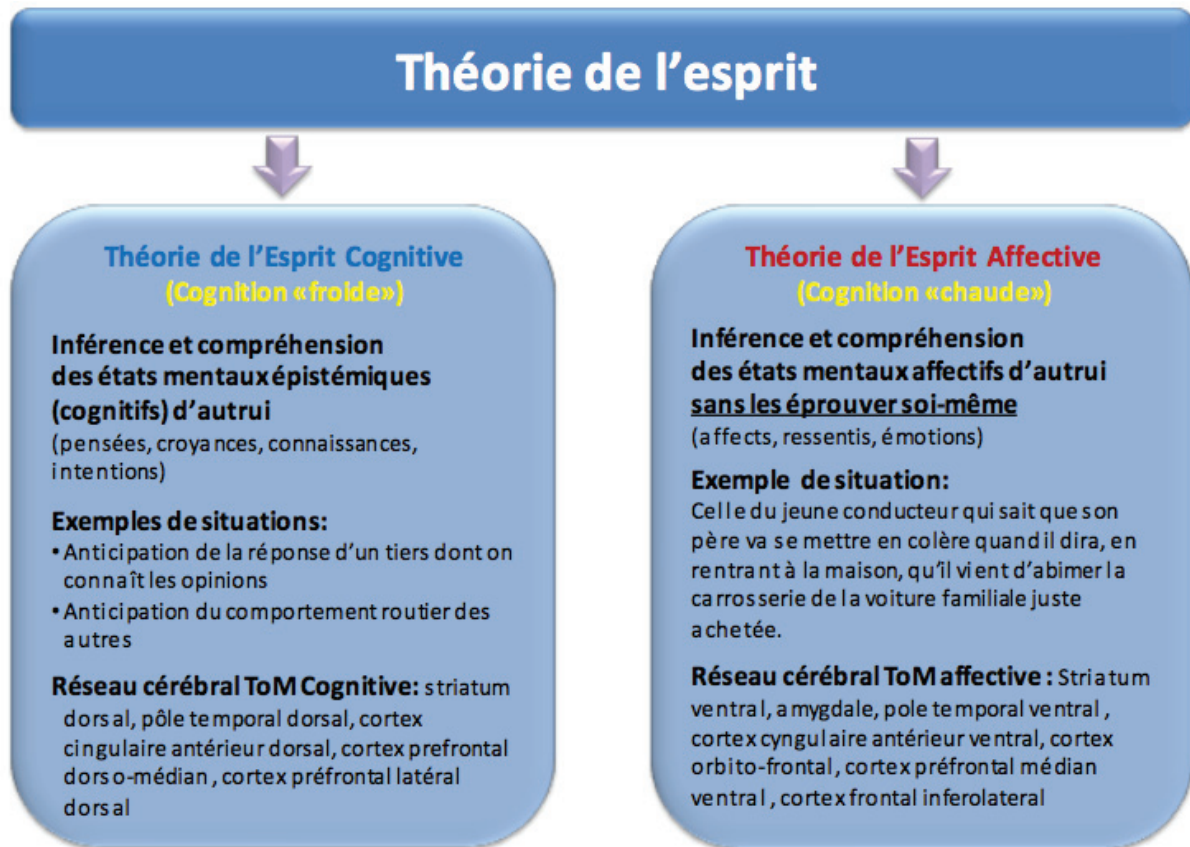 Théorie de l'esprit
Théorie de l'Esprit Cognitive
(Cognition «froide»)
Inférence et compréhension
des états mentaux épistémiques
(cognitifs) d'autrui
(pensées, croyances, connaissances,
intentions)
Exemples de situations:
• Anticipation de la réponse d'un tiers dont on
connaît les opinions
• Anticipation du comportement routier des
autres
Réseau cérébral ToM Cognitive: striatum
dorsal, pôle temporal dorsal, cortex
cingulaire antérieur dorsal, cortex prefrontal
dorso-médian , cortex préfrontal latéral
dorsal
Théorie de l'Esprit Affective
(Cognition «chaude»)
Inférence et compréhension
des états mentaux affectifs d'autrui
sans les éprouver soi-même
(affects, ressentis, émotions)
Exemple de situation:
Celle du jeune conducteur qui sait que son
père va se mettre en colère quand il dira, en
rentrant à la maison, qu'il vient d'abimer la
carrosserie de la voiture familiale juste
achetée.
Réseau cérébral ToM affective : Striatum
ventral, amygdale, pole temporal ventral ,
cortex cyngulaire antérieur ventral, cortex
orbito-frontal , cortex préfrontal médian
ventral , cortex frontal inferolateral